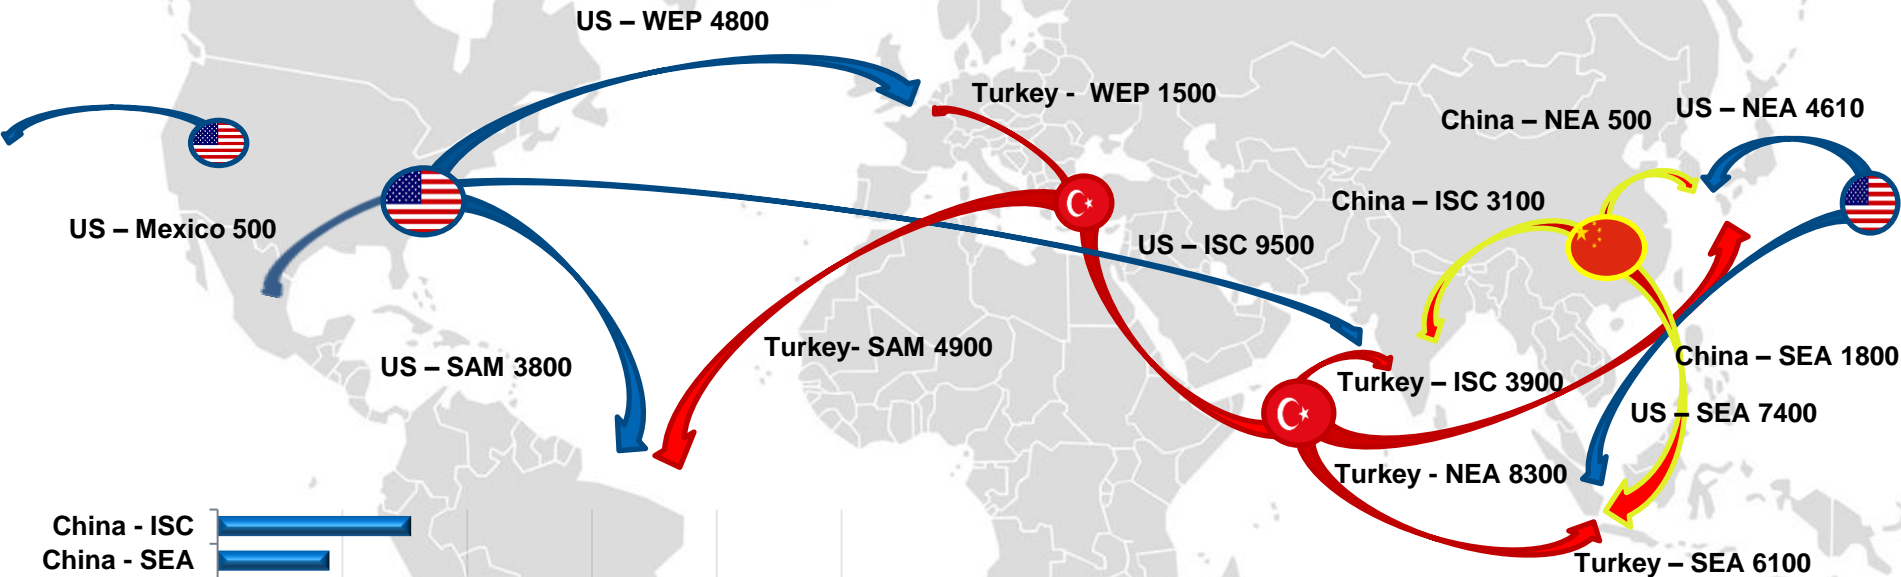 US – WEP 4800
Turkey -  WEP 1500
China – NEA 500
US – NEA 4610
China – ISC 3100
US – Mexico 500
US – ISC 9500
Turkey- SAM 4900
China – SEA 1800
US – SAM 3800
Turkey – ISC 3900
US – SEA 7400
Turkey - NEA 8300
China - ISC
China - SEA
Turkey – SEA 6100